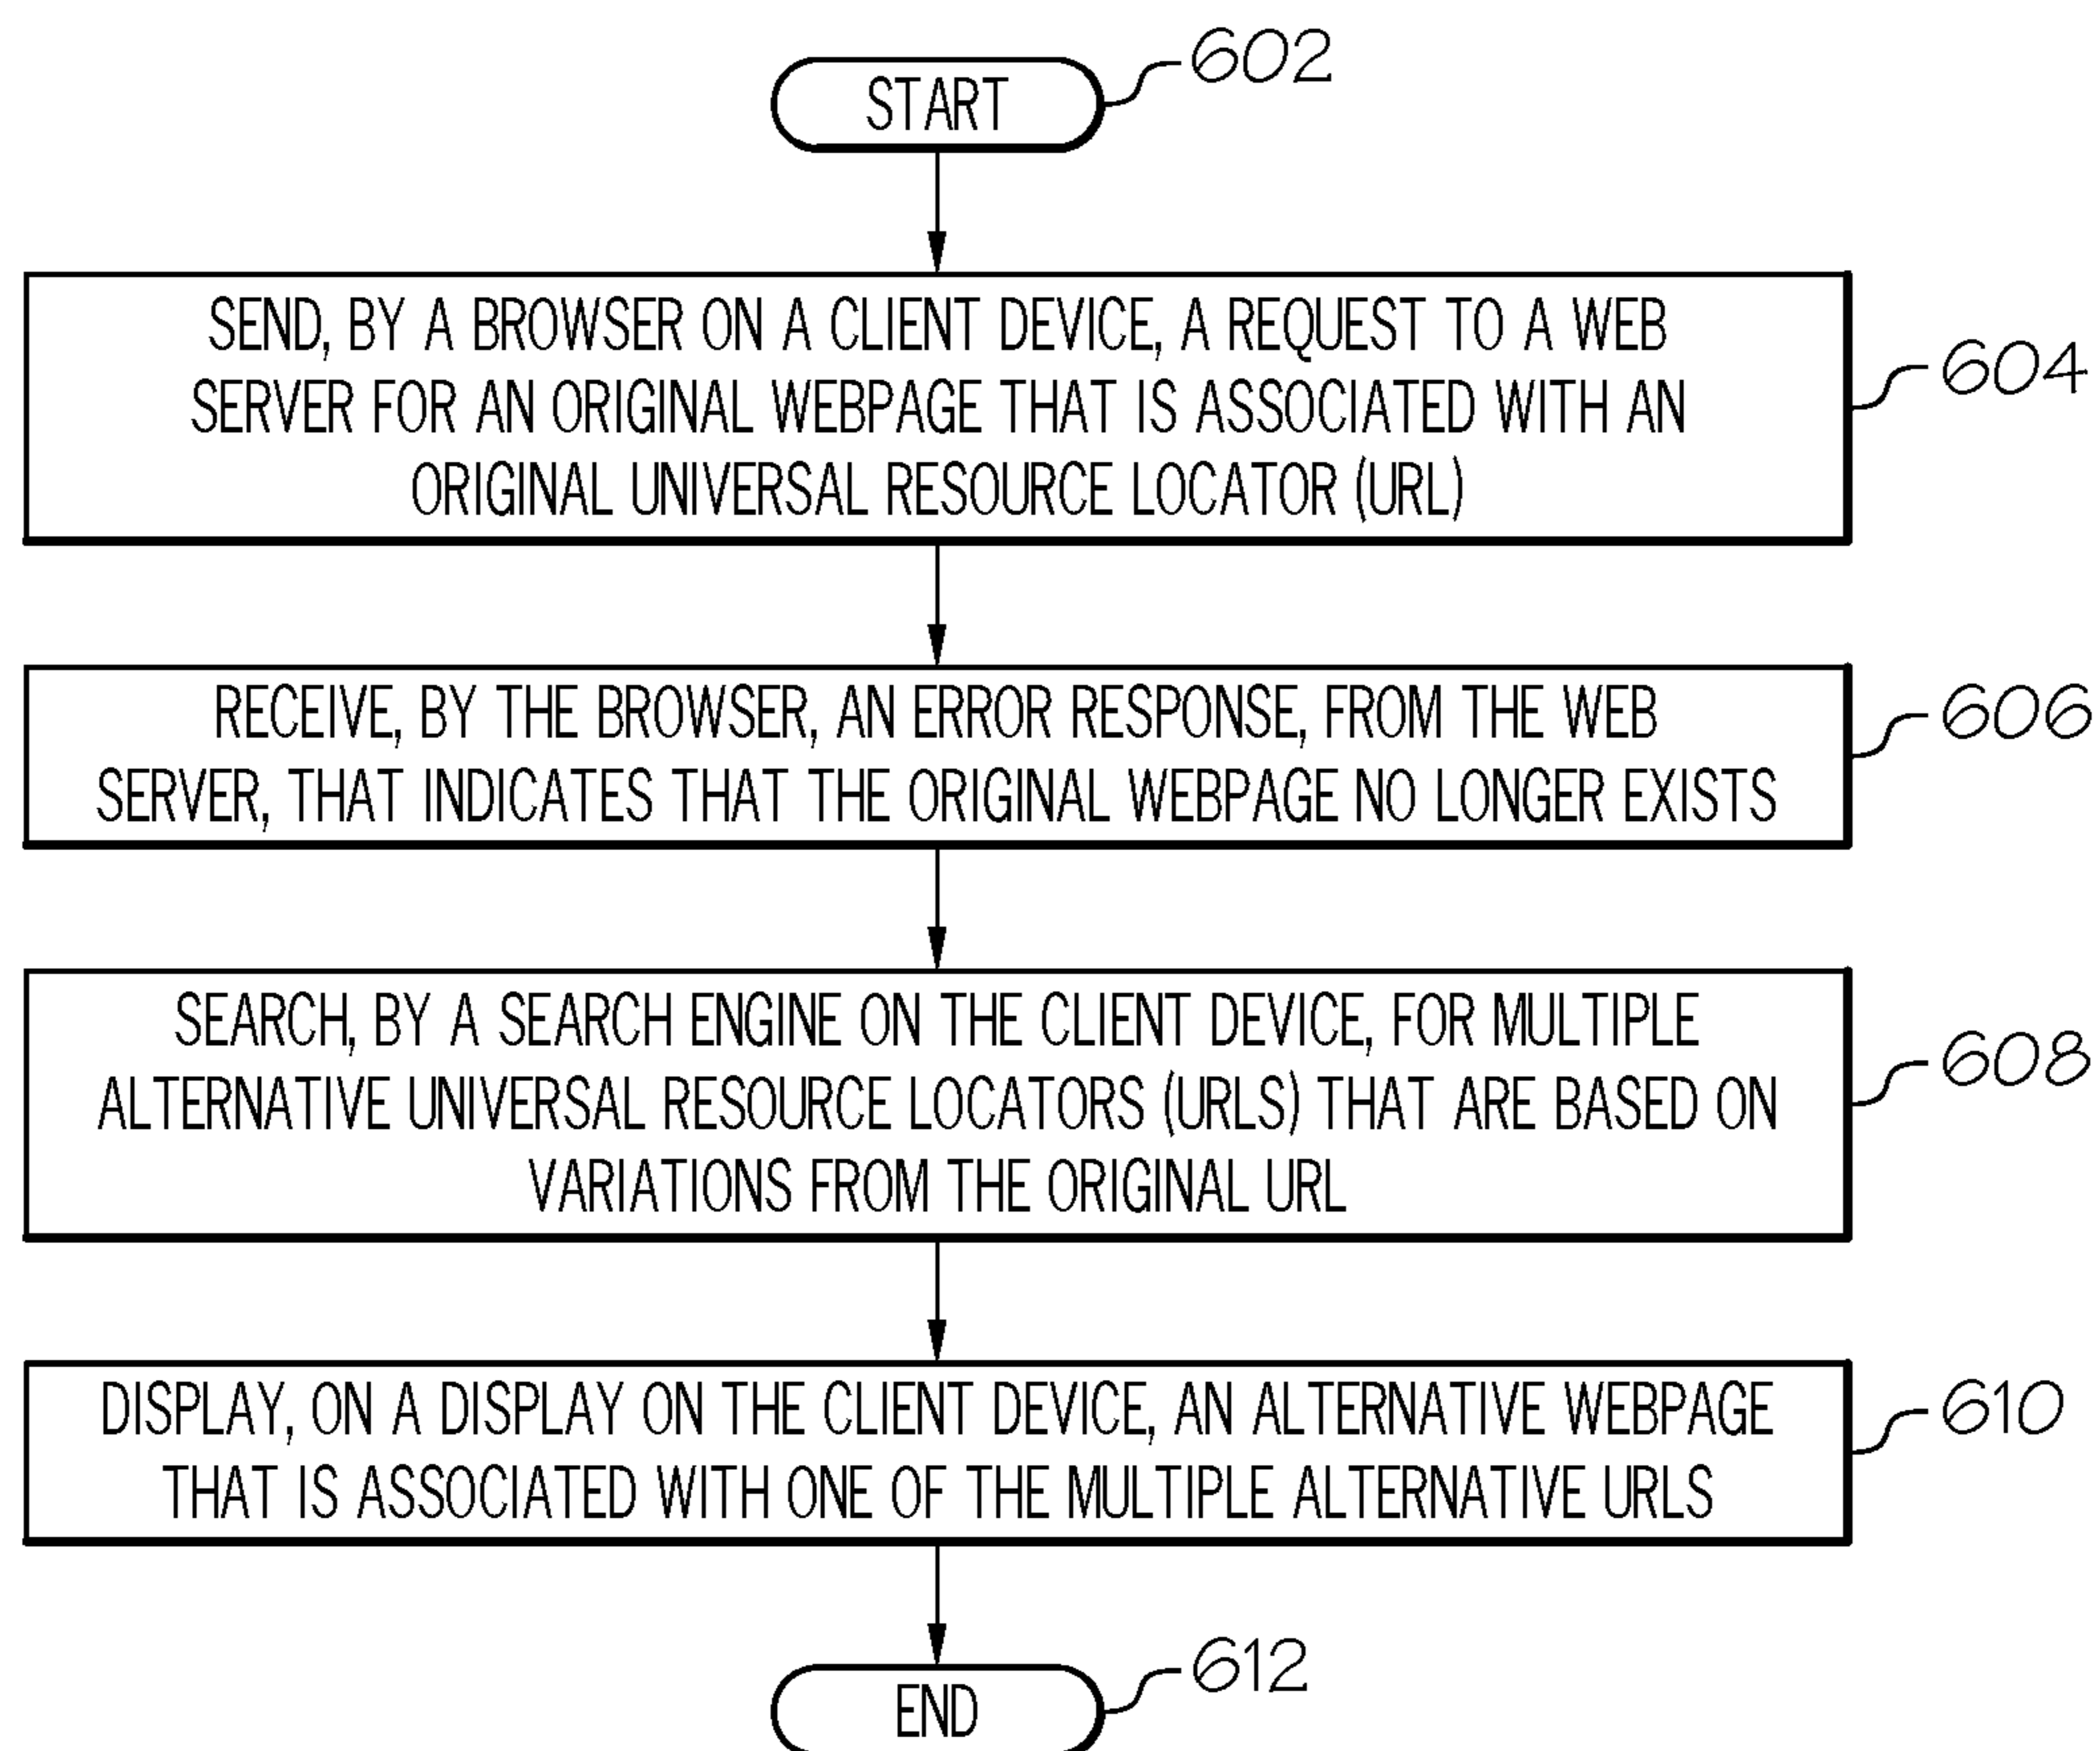 START
602
SEND, BY A BROWSER ON A CLIENT DEVICE, A REQUEST TO A WEB
SERVER FOR AN ORIGINAL WEBPAGE THAT IS ASSOCIATED WITH AN
ORIGINAL UNIVERSAL RESOURCE LOCATOR (URL)
604
RECEIVE, BY THE BROWSER, AN ERROR RESPONSE, FROM THE WEB
SERVER, THAT INDICATES THAT THE ORIGINAL WEBPAGE NO LONGER EXISTS
606
SEARCH, BY A SEARCH ENGINE ON THE CLIENT DEVICE, FOR MULTIPLE
ALTERNATIVE UNIVERSAL RESOURCE LOCATORS (URLS) THAT ARE BASED ON
VARIATIONS FROM THE ORIGINAL URL
608
DISPLAY, ON A DISPLAY ON THE CLIENT DEVICE, AN ALTERNATIVE WEBPAGE
THAT IS ASSOCIATED WITH ONE OF THE MULTIPLE ALTERNATIVE URLS
610
END
612